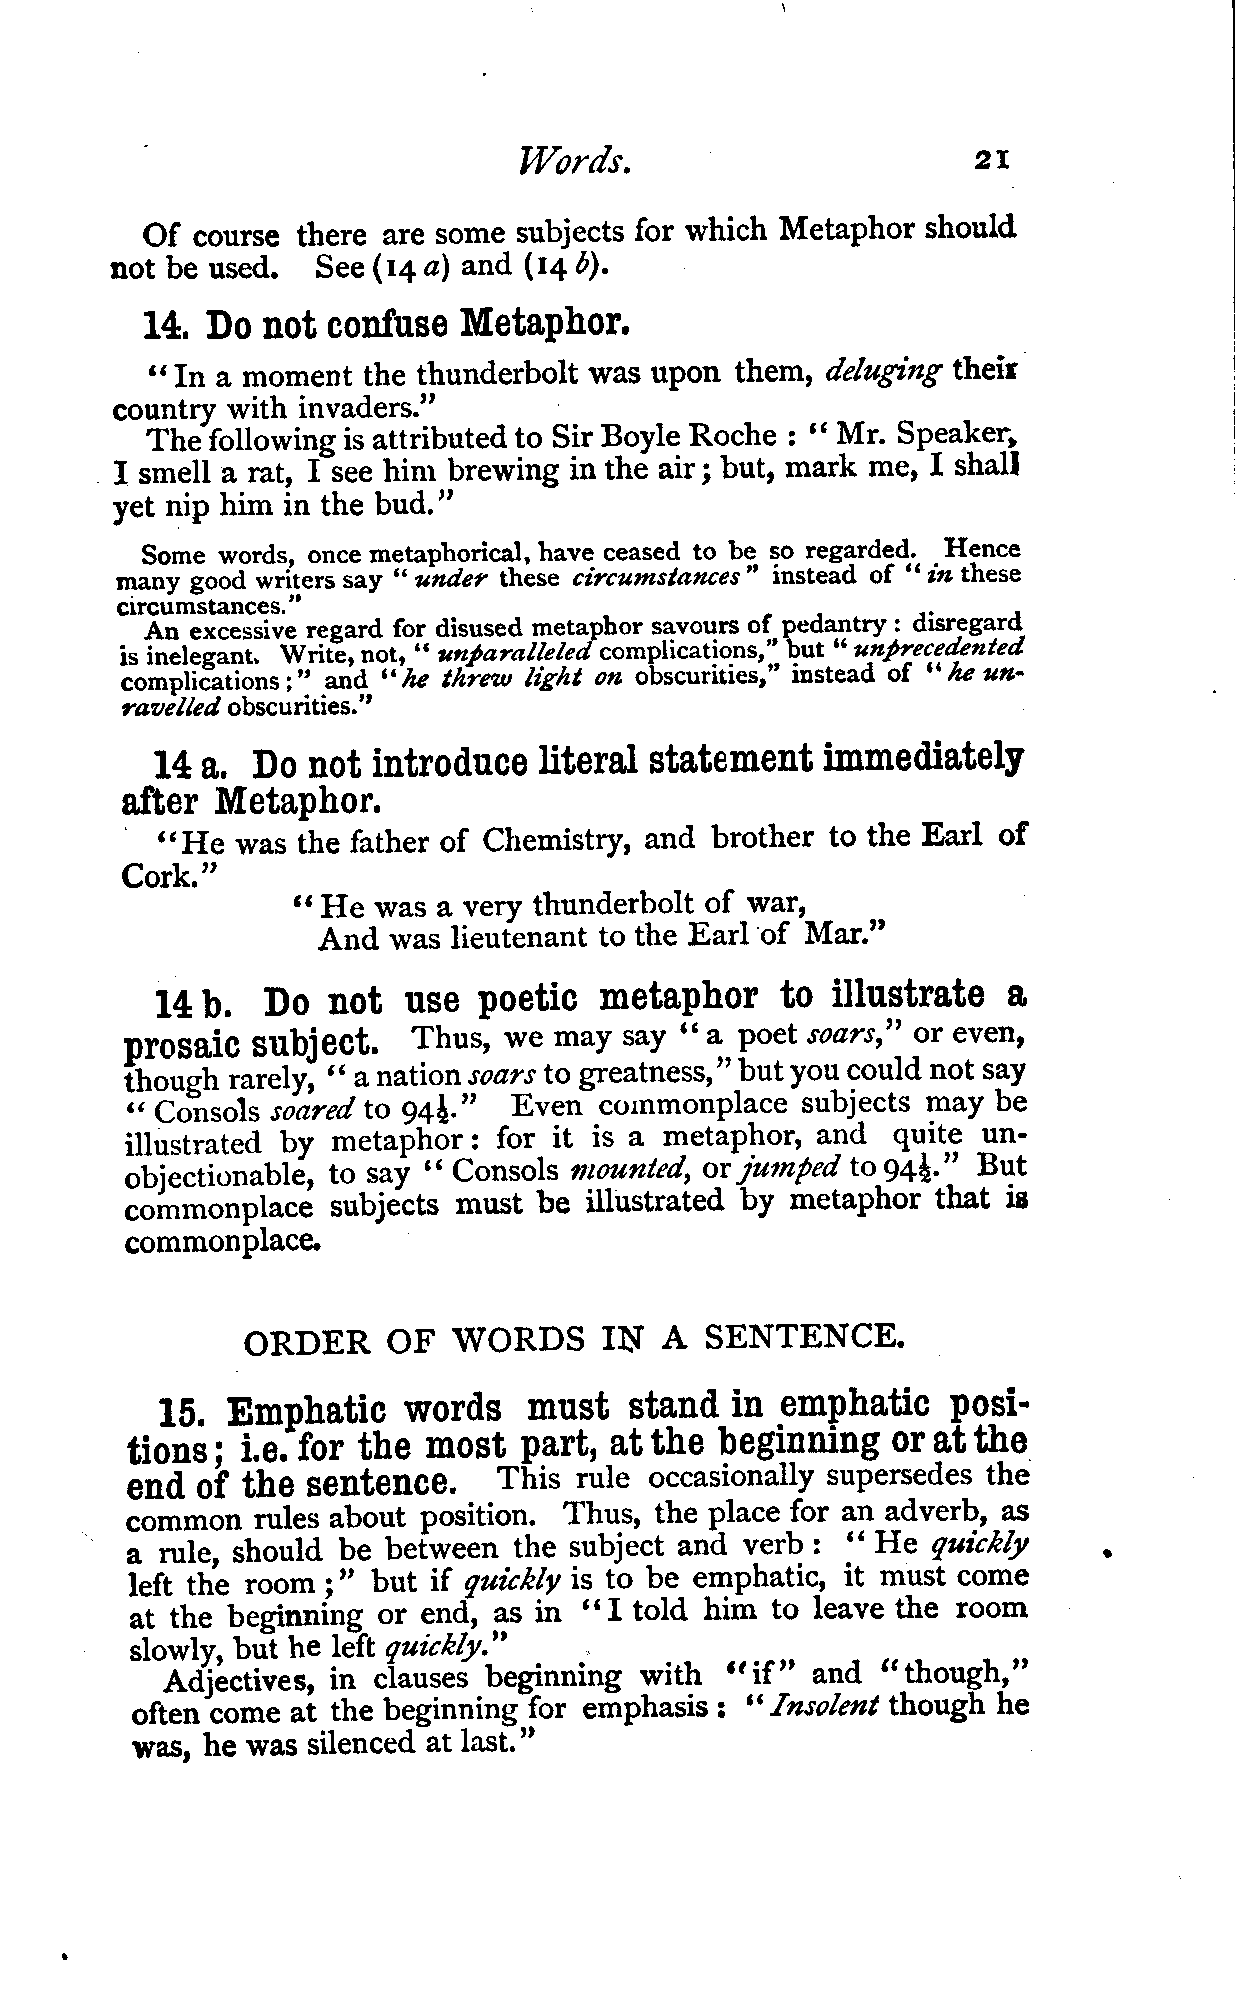 Words. 21
Of course there are some subjects for which Metaphor should
not be used. See (14 a) and (14 b).
14. Do not confuse Metaphor.
“In a moment the thunderbolt was upon them, deluging their
country with invaders.”
The following is attributed to Sir Boyle Roche : “ Mr. Speaker,
I smell a rat, I see him brewing in the air ; but, mark me, I shall
yet nip him in the bud.”
Some words, once metaphorical, have ceased to be so regarded. Hence
many good writers say “ under these circumstances ” instead of “ in these
circumstances.”
An excessive regard for disused metaphor savours of pedantry : disregard
is inelegant. Write, not, “ unparalleled complications,” but “ unprecedented
complications ;” and “he threw light on obscurities,” instead of “ he un-
ravelled obscurities.”
14 a. Do not introduce literal statement immediately
after Metaphor.
“He was the father of Chemistry, and brother to the Earl of
Cork.”
“ He was a very thunderbolt of war,
And was lieutenant to the Earl of Mar.”
14 b. Do not use poetic metaphor to illustrate a
prosaic subject. Thus, we may say “ a poet soars,” or even,
though rarely, “ a nation soars to greatness,” but you could not say
“ Consols soared to 94½.” Even commonplace subjects may be
illustrated by metaphor : for it is a metaphor, and quite un-
objectionable, to say “ Consols mounted, or jumped to 94½.” But
commonplace subjects must be illustrated by metaphor that is
commonplace.
ORDER OF WORDS IN A SENTENCE.
15. Emphatic words must stand in emphatic posi-
tions ; i.e. for the most part, at the beginning or at the
end of the sentence. This rule occasionally supersedes the
common rules about position. Thus, the place for an adverb, as
a rule, should be between the subject and verb : “ He quickly
left the room ;” but if quickly is to be emphatic, it must come
at the beginning or end, as in “I told him to leave the room
slowly, but he left quickly.”
Adjectives, in clauses beginning with “if” and “though,”
often come at the beginning for emphasis : “ Insolent though he
was, he was silenced at last.”